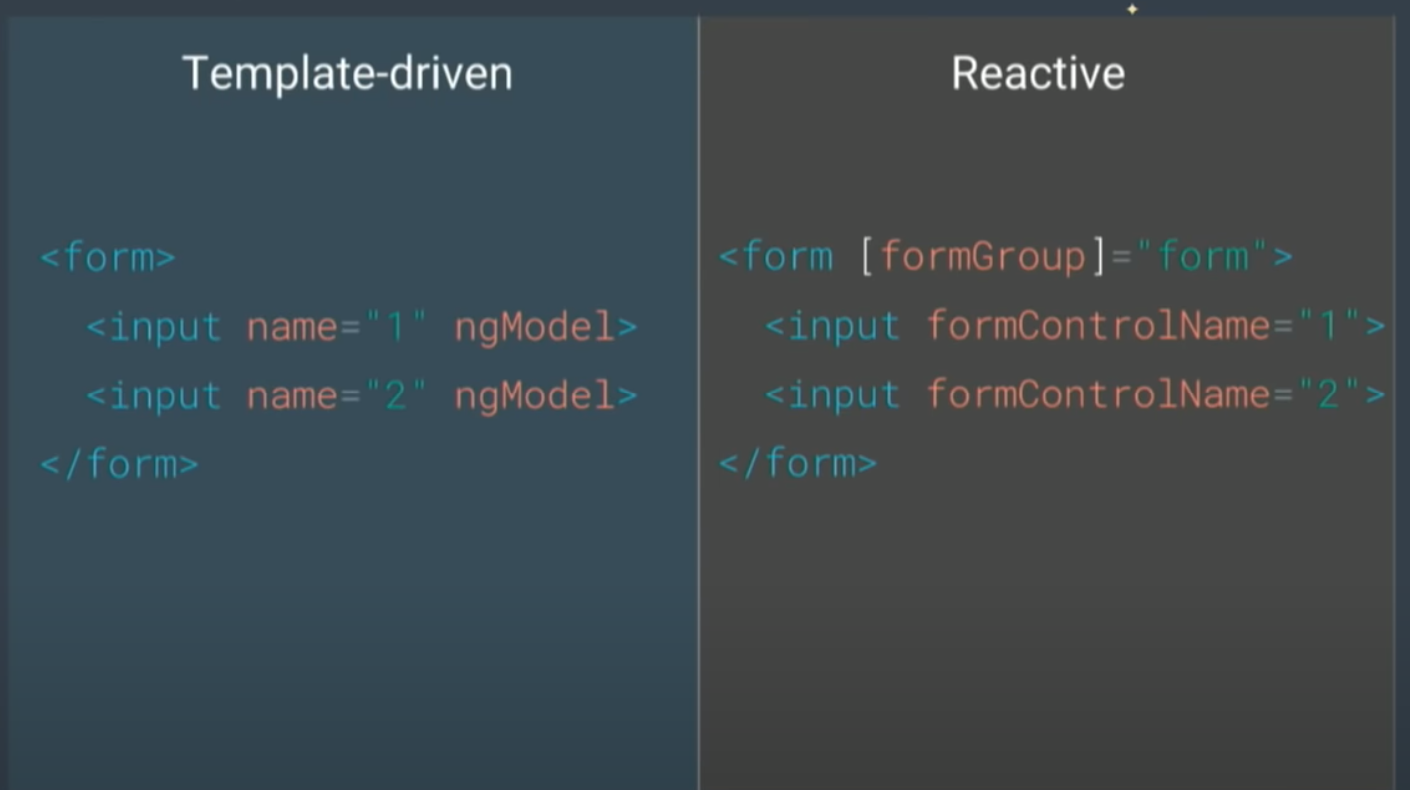 Template-driven
<form>
<input name="1" ngModel>
<input name="2" ngModel>
</form>
Reactive
<form [formGroup]="form">
<input formControlName="1">
<input formControlName="2">
</form>